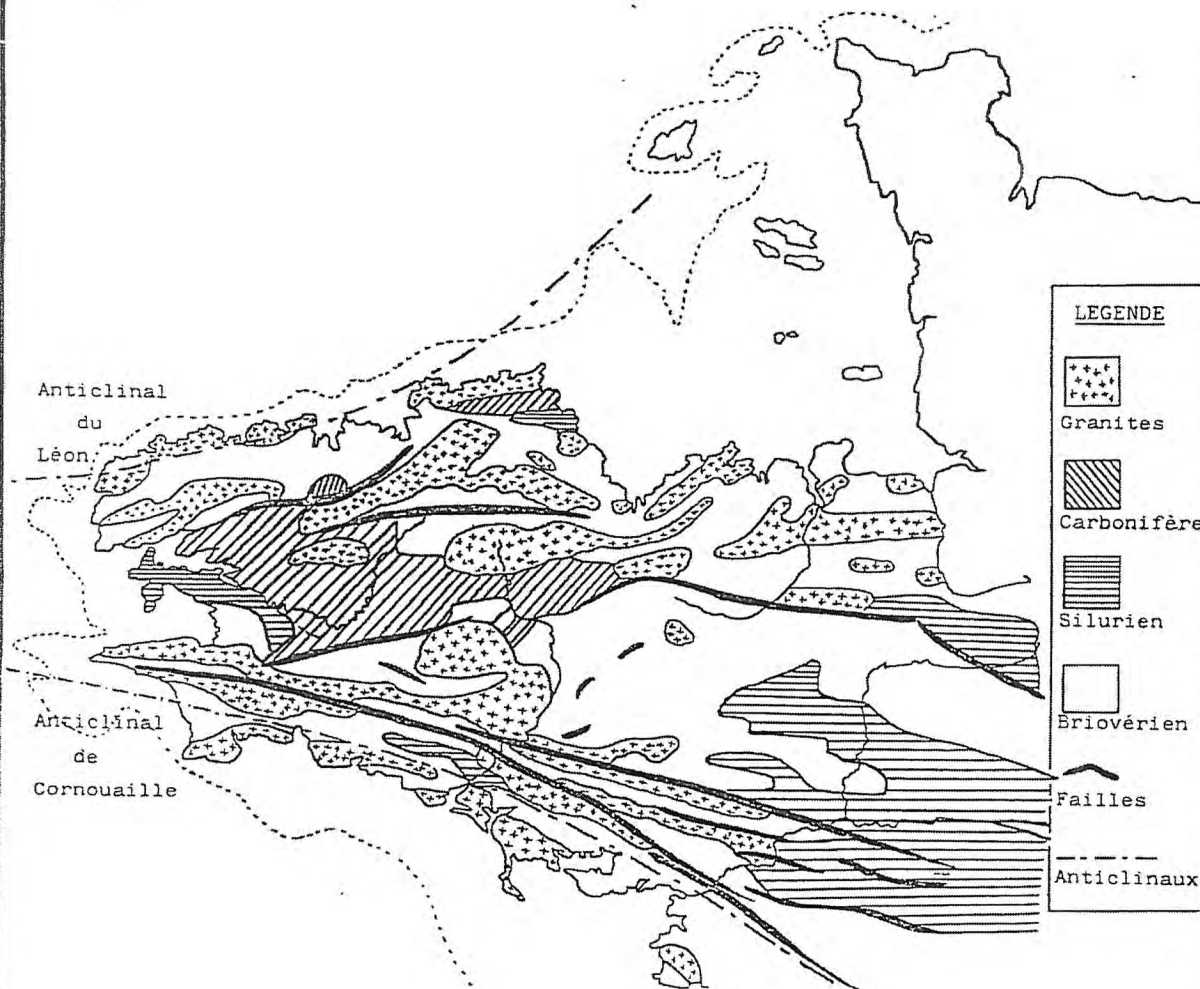 Anticlinal
du
Léon
Anticlinal
de
Cornouaille
LEGENDE
Granites
Carbonifère
Silurien
Briovérien
Failles
Anticlinaux